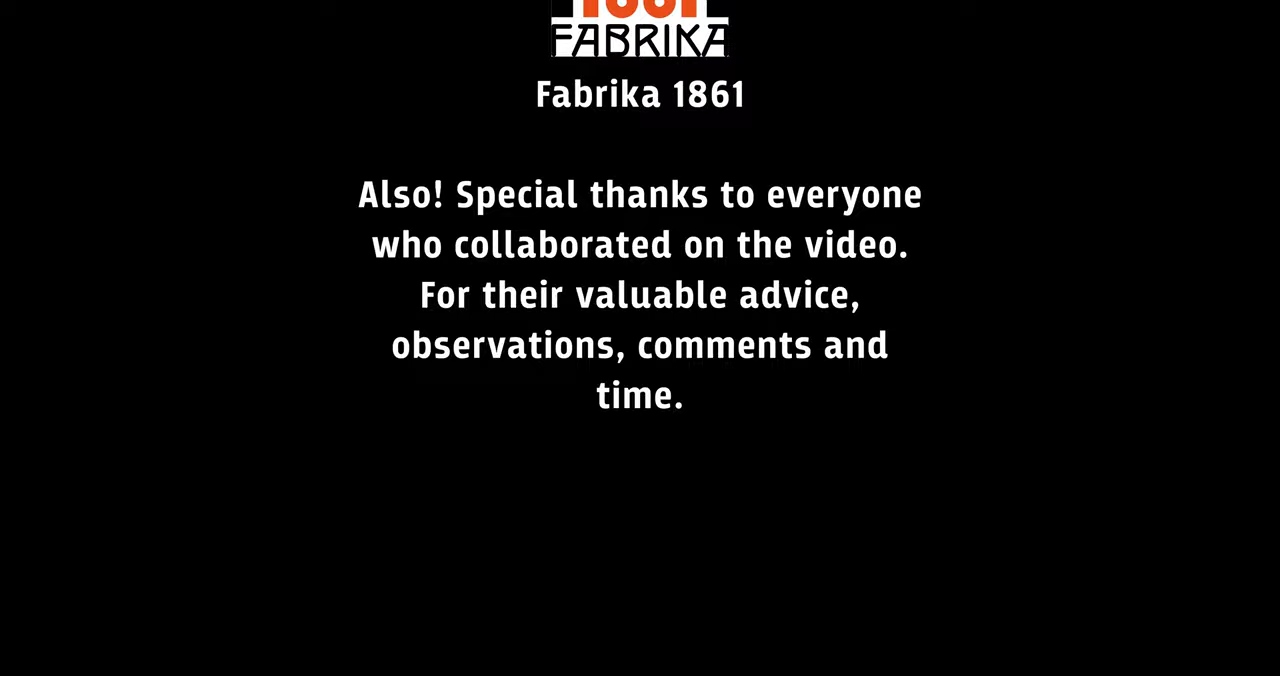 FABRIKA
Fabrika 1861
Also! Special thanks to everyone
who collaborated on the video.
For their valuable advice,
observations, comments and
time.